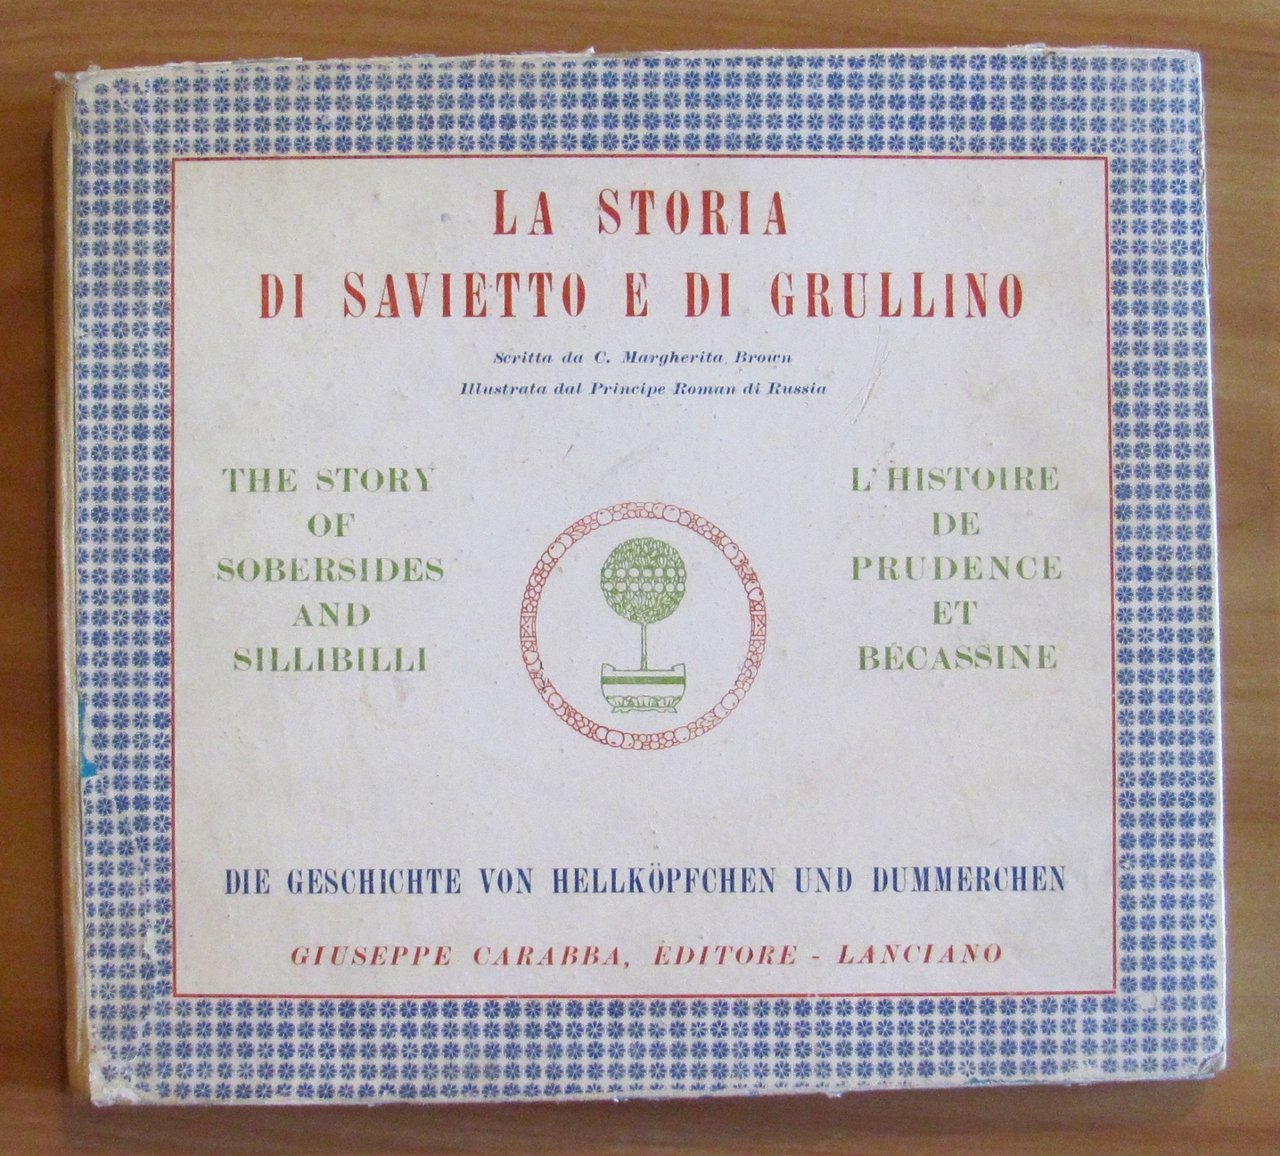 LA STORIA
DI SAVIETTO E DI GRULLINO
Scritta da C. Margherita Brown
Illustrata dal Principe Roman di Russia
THE STORY
OF
SOBERSIDES
AND
SILLIBILLI
L'HISTOIRE
DE
PRUDENCE
ET
BÉCASSINE
DIE GESCHICHTE VON HELLKÖPFCHEN UND DUMMERCHEN
GIUSEPPE CARABBA, EDITORE - LANCIANO